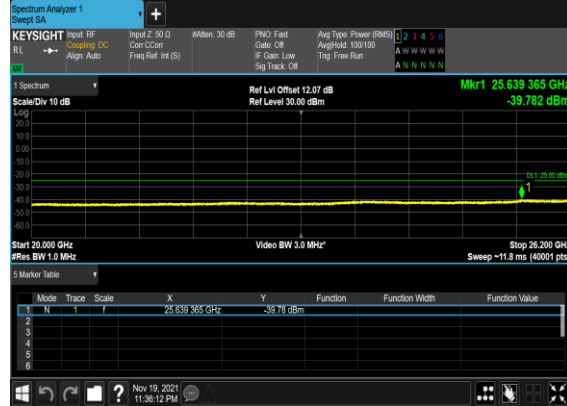 Spectrum Analyzer 1
Swept SA
+
KEYSIGHT Input: RF Input Z: 50 Ω #Atten: 30 dB PNO: Fast Avg Type: Power (RMS) 1 2 3 4 5 6
RL Coupling: DC Corr CCorr Gate: Off Avg|Hold: 100/100 A W W W W W
Align: Auto Freq Ref: Int (S) IF Gain: Low Trig: Free Run A N N N N N
Sig Track: Off
1 Spectrum Ref Lvl Offset 12.07 dB Mkr1 25.639 365 GHz
Scale/Div 10 dB Ref Level 30.00 dBm -39.782 dBm
Log
20.0
10.0
0.00
-10.0
-20.0
DL1 -25.00 dBm
-30.0
1
-40.0
-50.0
-60.0
Start 20.000 GHz Video BW 3.0 MHz* Stop 26.200 GHz
#Res BW 1.0 MHz Sweep ~11.8 ms (40001 pts)
5 Marker Table
Mode Trace Scale X Y Function Function Width Function Value
1 N 1 f 25.639 365 GHz -39.78 dBm
2
3
4
5
6
? Nov 19, 2021
11:36:12 PM